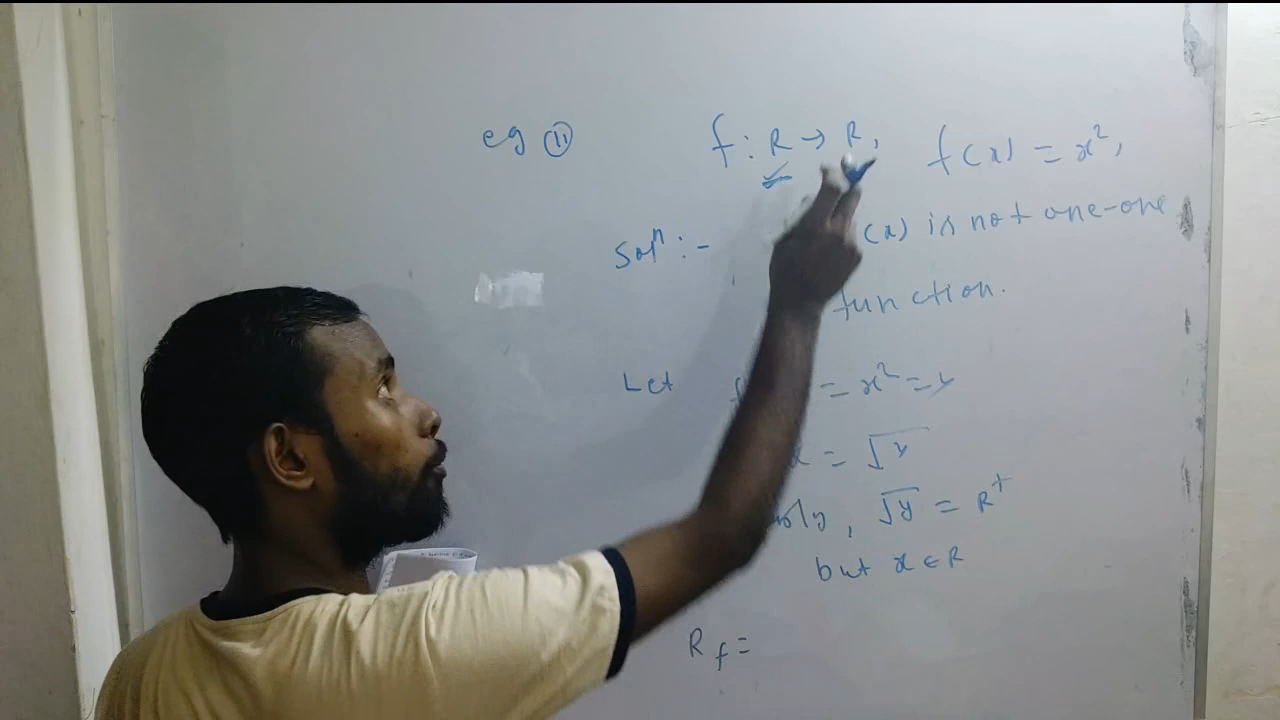 eg ⑪ f : R → R, f(x) = x²,
Solⁿ :- (x) is not one-one
function.
Let = x² = y
x = √y
, √y = R⁺
but x ∈ R
R_f =